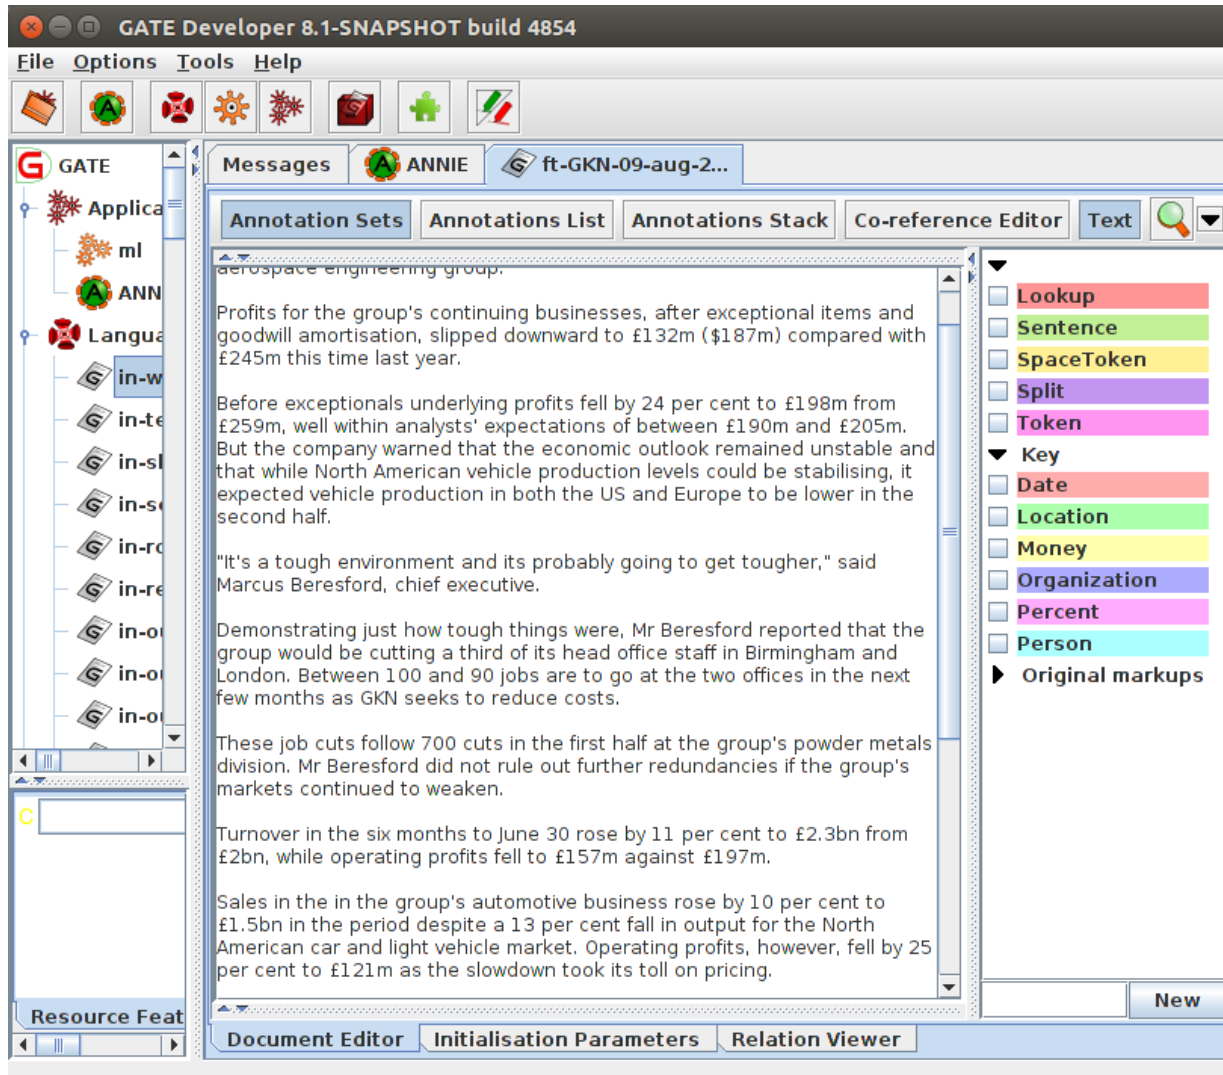 GATE Developer 8.1-SNAPSHOT build 4854
File Options Tools Help
GATE
Applica
ml
ANN
Langua
in-w
in-te
in-sl
in-se
in-ro
in-re
in-ou
in-ou
in-ou
C
Resource Feat
Messages ANNIE ft-GKN-09-aug-2...
Annotation Sets Annotations List Annotations Stack Co-reference Editor Text
aerospace engineering group.
Profits for the group's continuing businesses, after exceptional items and
goodwill amortisation, slipped downward to £132m ($187m) compared with
£245m this time last year.
Before exceptionals underlying profits fell by 24 per cent to £198m from
£259m, well within analysts' expectations of between £190m and £205m.
But the company warned that the economic outlook remained unstable and
that while North American vehicle production levels could be stabilising, it
expected vehicle production in both the US and Europe to be lower in the
second half.
"It's a tough environment and its probably going to get tougher," said
Marcus Beresford, chief executive.
Demonstrating just how tough things were, Mr Beresford reported that the
group would be cutting a third of its head office staff in Birmingham and
London. Between 100 and 90 jobs are to go at the two offices in the next
few months as GKN seeks to reduce costs.
These job cuts follow 700 cuts in the first half at the group's powder metals
division. Mr Beresford did not rule out further redundancies if the group's
markets continued to weaken.
Turnover in the six months to June 30 rose by 11 per cent to £2.3bn from
£2bn, while operating profits fell to £157m against £197m.
Sales in the in the group's automotive business rose by 10 per cent to
£1.5bn in the period despite a 13 per cent fall in output for the North
American car and light vehicle market. Operating profits, however, fell by 25
per cent to £121m as the slowdown took its toll on pricing.
Lookup
Sentence
SpaceToken
Split
Token
Key
Date
Location
Money
Organization
Percent
Person
Original markups
New
Document Editor Initialisation Parameters Relation Viewer